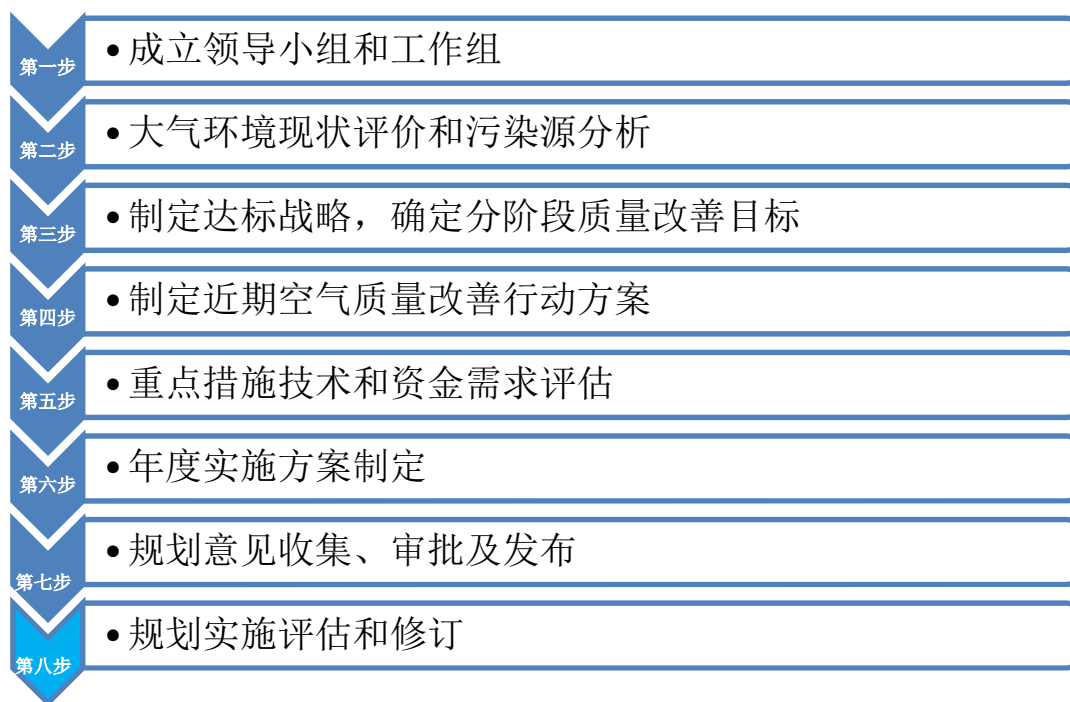 第一步
•成立领导小组和工作组
第二步
•大气环境现状评价和污染源分析
第三步
•制定达标战略，确定分阶段质量改善目标
第四步
•制定近期空气质量改善行动方案
第五步
•重点措施技术和资金需求评估
第六步
•年度实施方案制定
第七步
•规划意见收集、审批及发布
第八步
•规划实施评估和修订